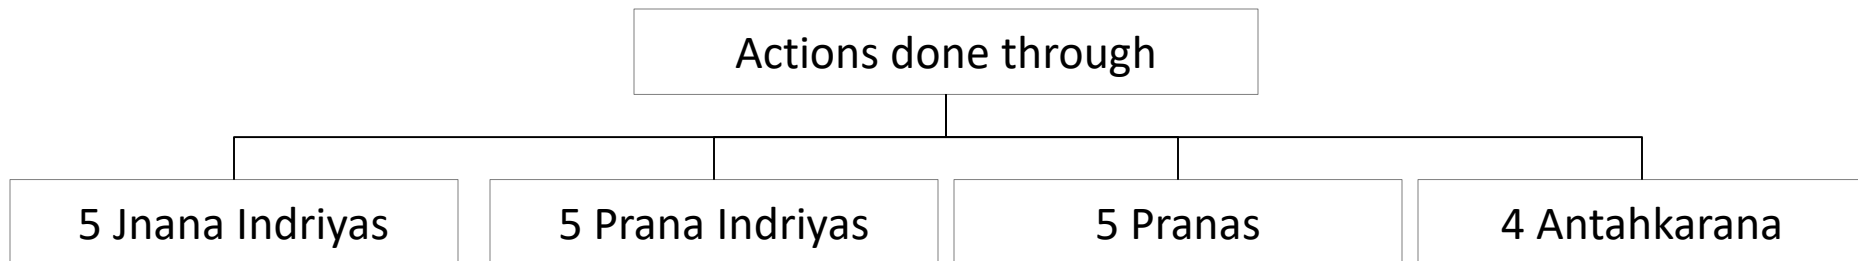 Actions done through
5 Jnana Indriyas
5 Prana Indriyas
5 Pranas
4 Antahkarana